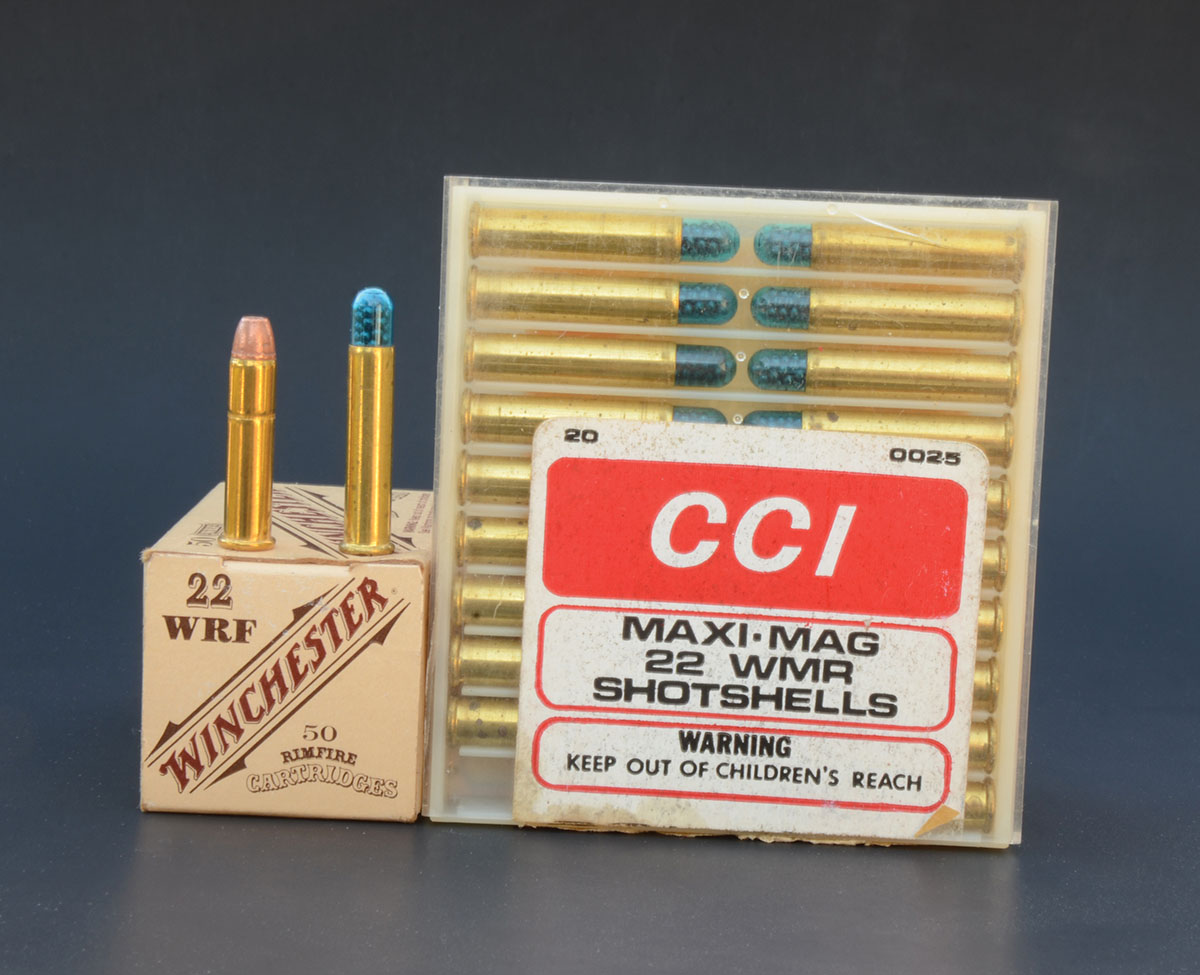 22
WRF
WINCHESTER
50
RIMFIRE
CARTRIDGES
WINCHESTER
20 0025
CCI
MAXI·MAG
22 WMR
SHOTSHELLS
WARNING
KEEP OUT OF CHILDREN'S REACH